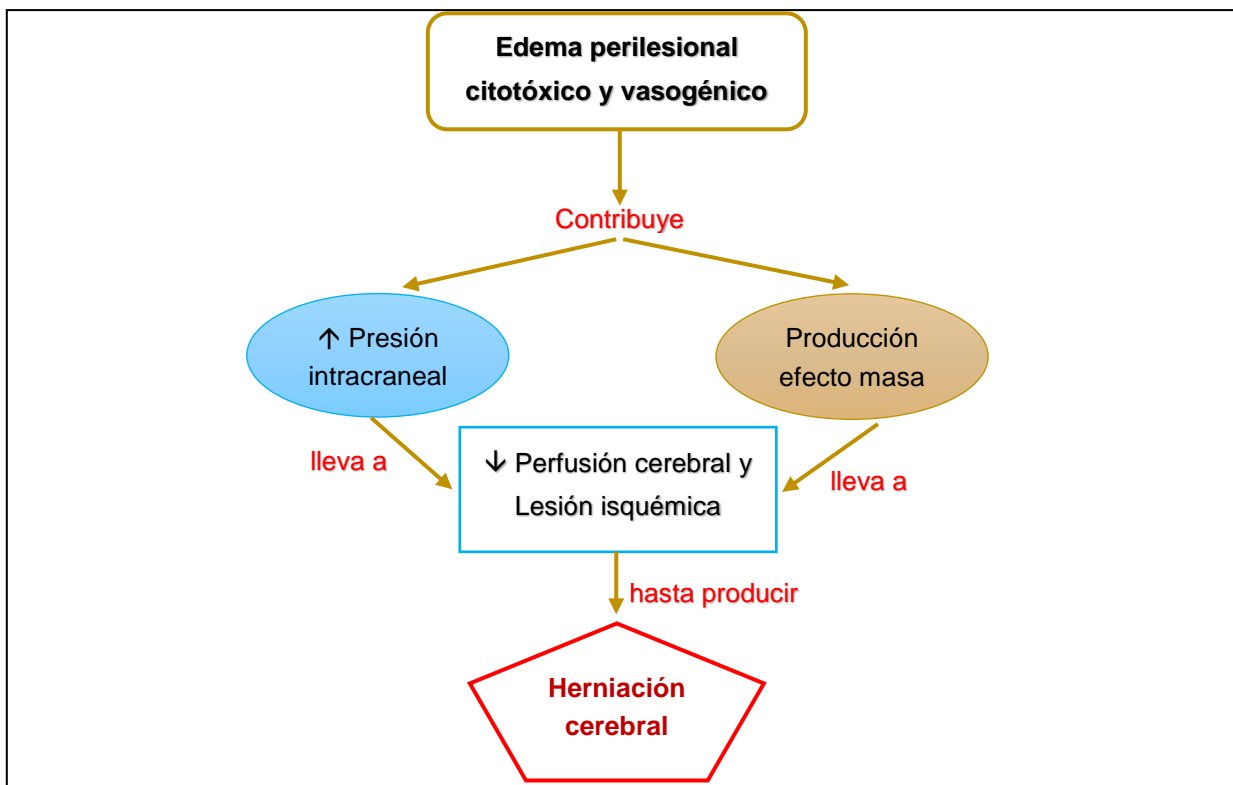 Edema perilesional
citotóxico y vasogénico
Contribuye
↑ Presión
intracraneal
Producción
efecto masa
lleva a
↓ Perfusión cerebral y
Lesión isquémica
lleva a
hasta producir
Herniación
cerebral